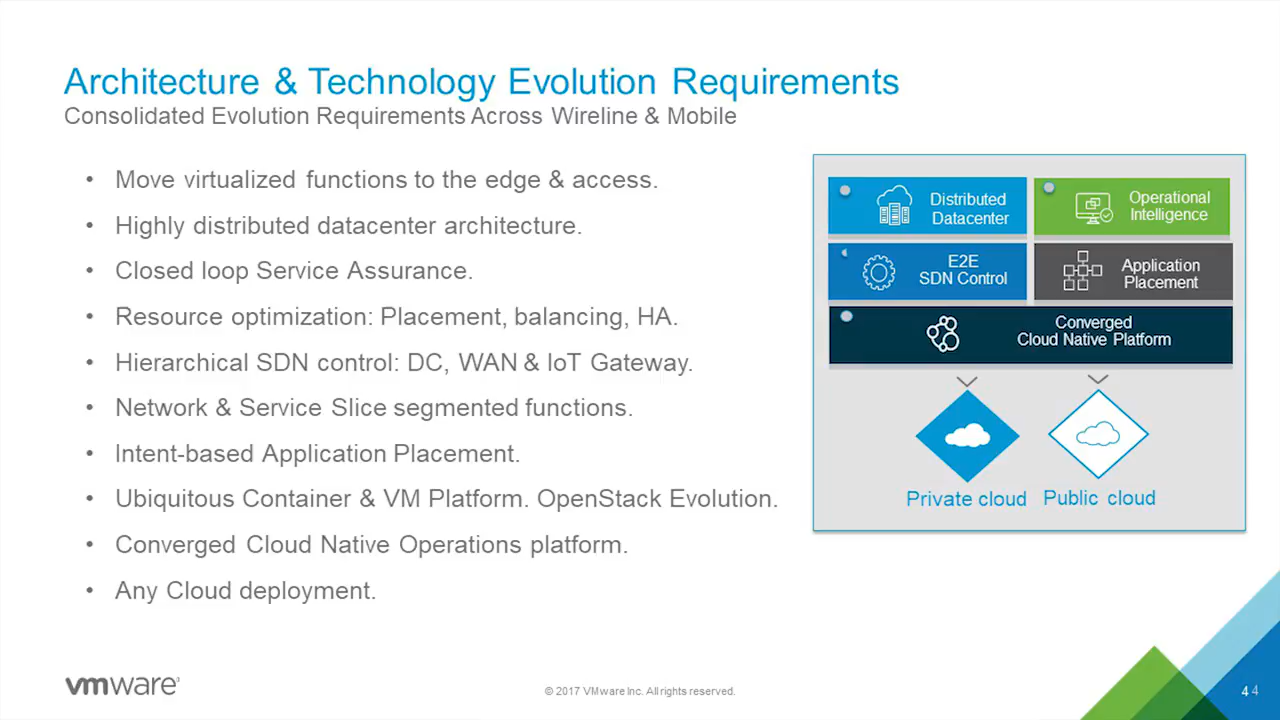 Architecture & Technology Evolution Requirements
Consolidated Evolution Requirements Across Wireline & Mobile
• Move virtualized functions to the edge & access.
• Highly distributed datacenter architecture.
• Closed loop Service Assurance.
• Resource optimization: Placement, balancing, HA.
• Hierarchical SDN control: DC, WAN & IoT Gateway.
• Network & Service Slice segmented functions.
• Intent-based Application Placement.
• Ubiquitous Container & VM Platform. OpenStack Evolution.
• Converged Cloud Native Operations platform.
• Any Cloud deployment.
Distributed
Datacenter
Operational
Intelligence
E2E
SDN Control
Application
Placement
Converged
Cloud Native Platform
Private cloud
Public cloud
vmware
© 2017 VMware Inc. All rights reserved.
4 4